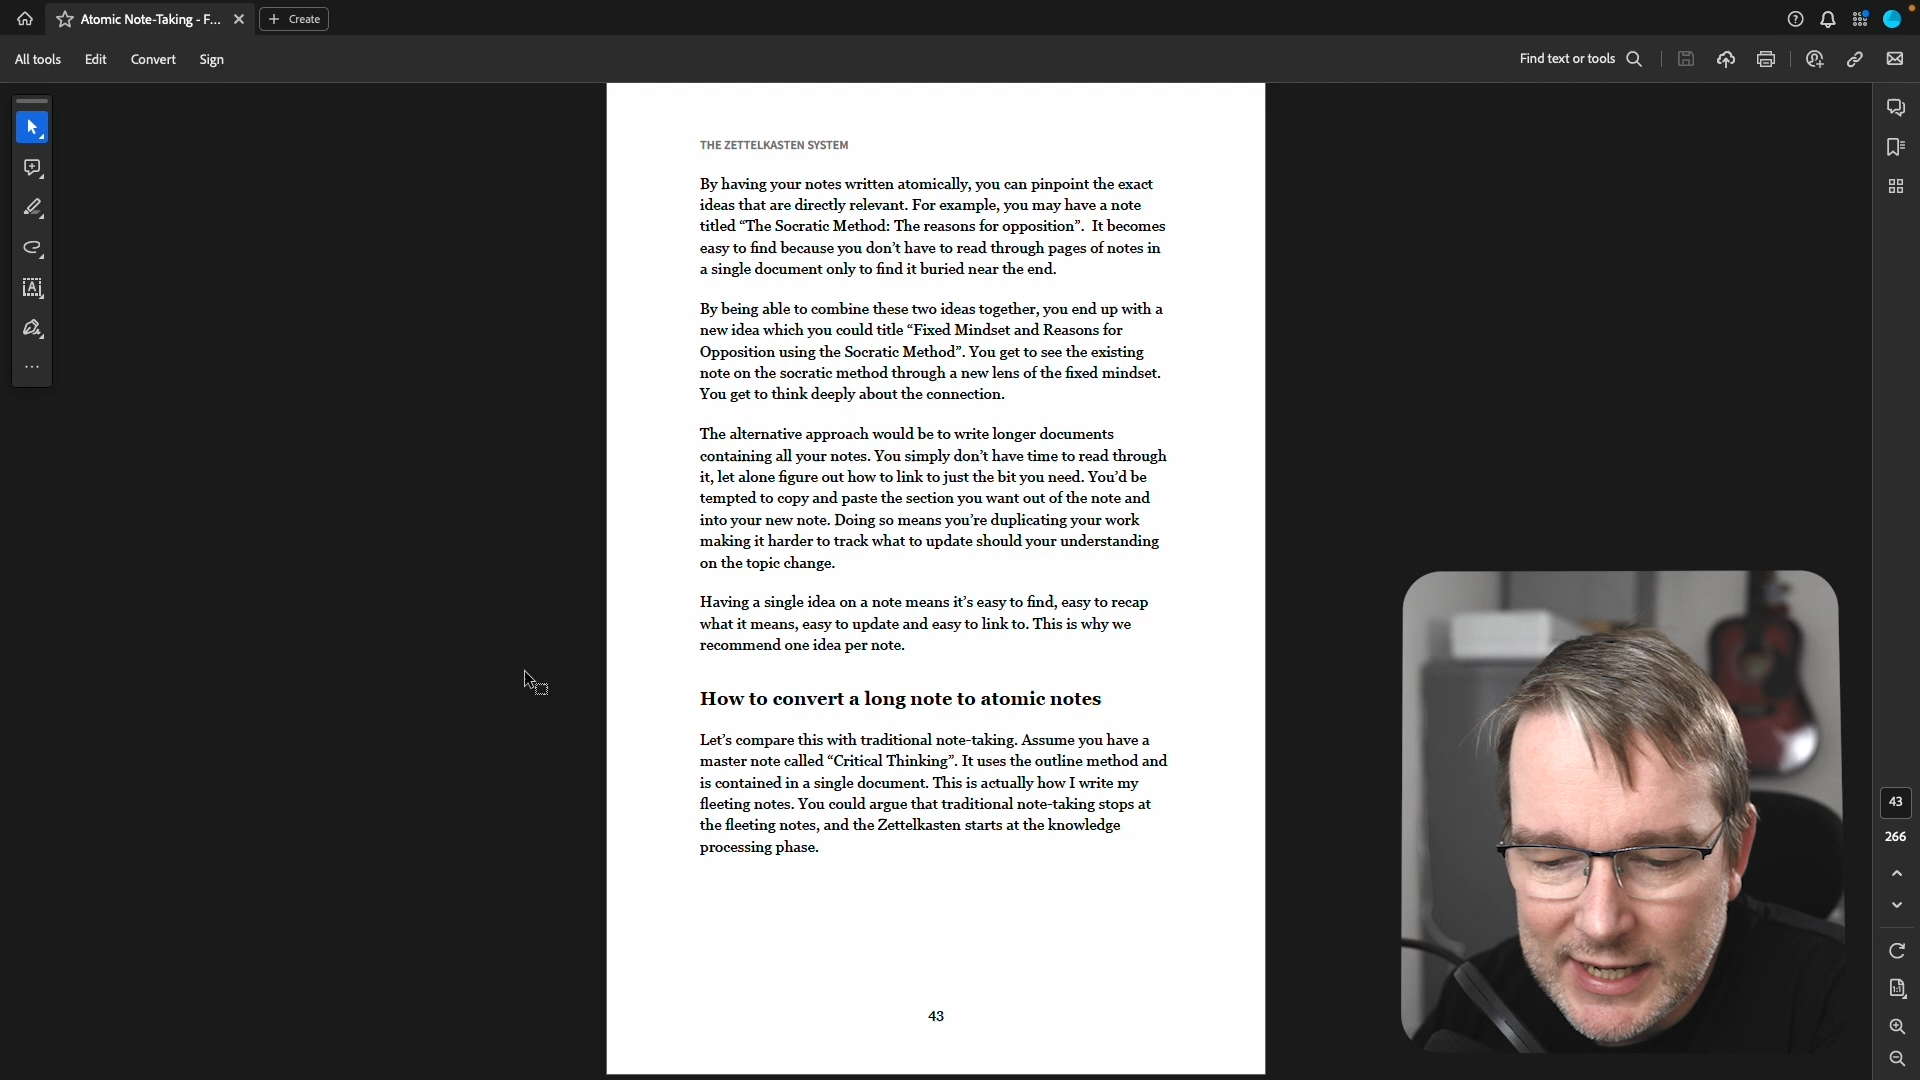 Atomic Note-Taking - F...
Create
All tools
Edit
Convert
Sign
Find text or tools
THE ZETTELKASTEN SYSTEM
By having your notes written atomically, you can pinpoint the exact
ideas that are directly relevant. For example, you may have a note
titled “The Socratic Method: The reasons for opposition”.  It becomes
easy to find because you don’t have to read through pages of notes in
a single document only to find it buried near the end.
By being able to combine these two ideas together, you end up with a
new idea which you could title “Fixed Mindset and Reasons for
Opposition using the Socratic Method”. You get to see the existing
note on the socratic method through a new lens of the fixed mindset.
You get to think deeply about the connection.
The alternative approach would be to write longer documents
containing all your notes. You simply don’t have time to read through
it, let alone figure out how to link to just the bit you need. You’d be
tempted to copy and paste the section you want out of the note and
into your new note. Doing so means you’re duplicating your work
making it harder to track what to update should your understanding
on the topic change.
Having a single idea on a note means it’s easy to find, easy to recap
what it means, easy to update and easy to link to. This is why we
recommend one idea per note.
How to convert a long note to atomic notes
Let’s compare this with traditional note-taking. Assume you have a
master note called “Critical Thinking”. It uses the outline method and
is contained in a single document. This is actually how I write my
fleeting notes. You could argue that traditional note-taking stops at
the fleeting notes, and the Zettelkasten starts at the knowledge
processing phase.
43
43
266